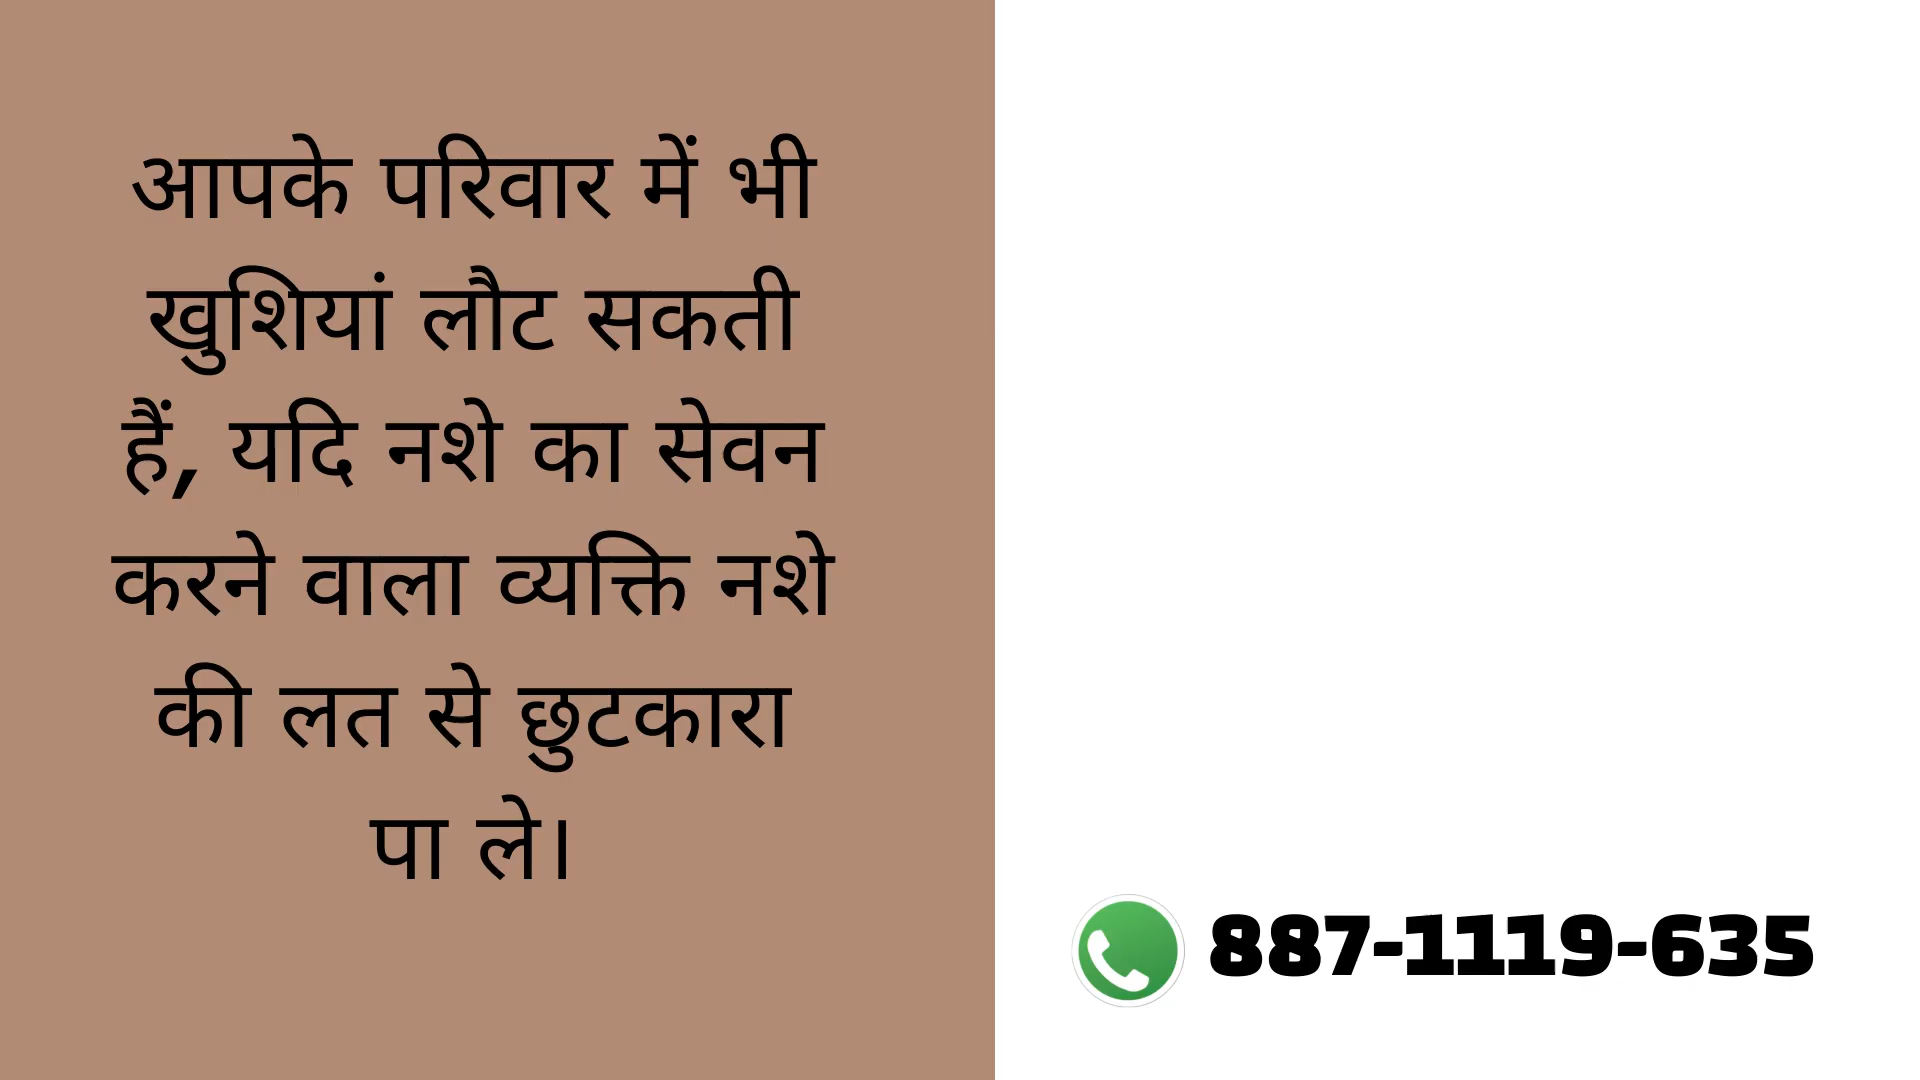 आपके परिवार में भी
खुशियां लौट सकती
हैं, यदि नशे का सेवन
करने वाला व्यक्ति नशे
की लत से छुटकारा
पा ले।
887-1119-635